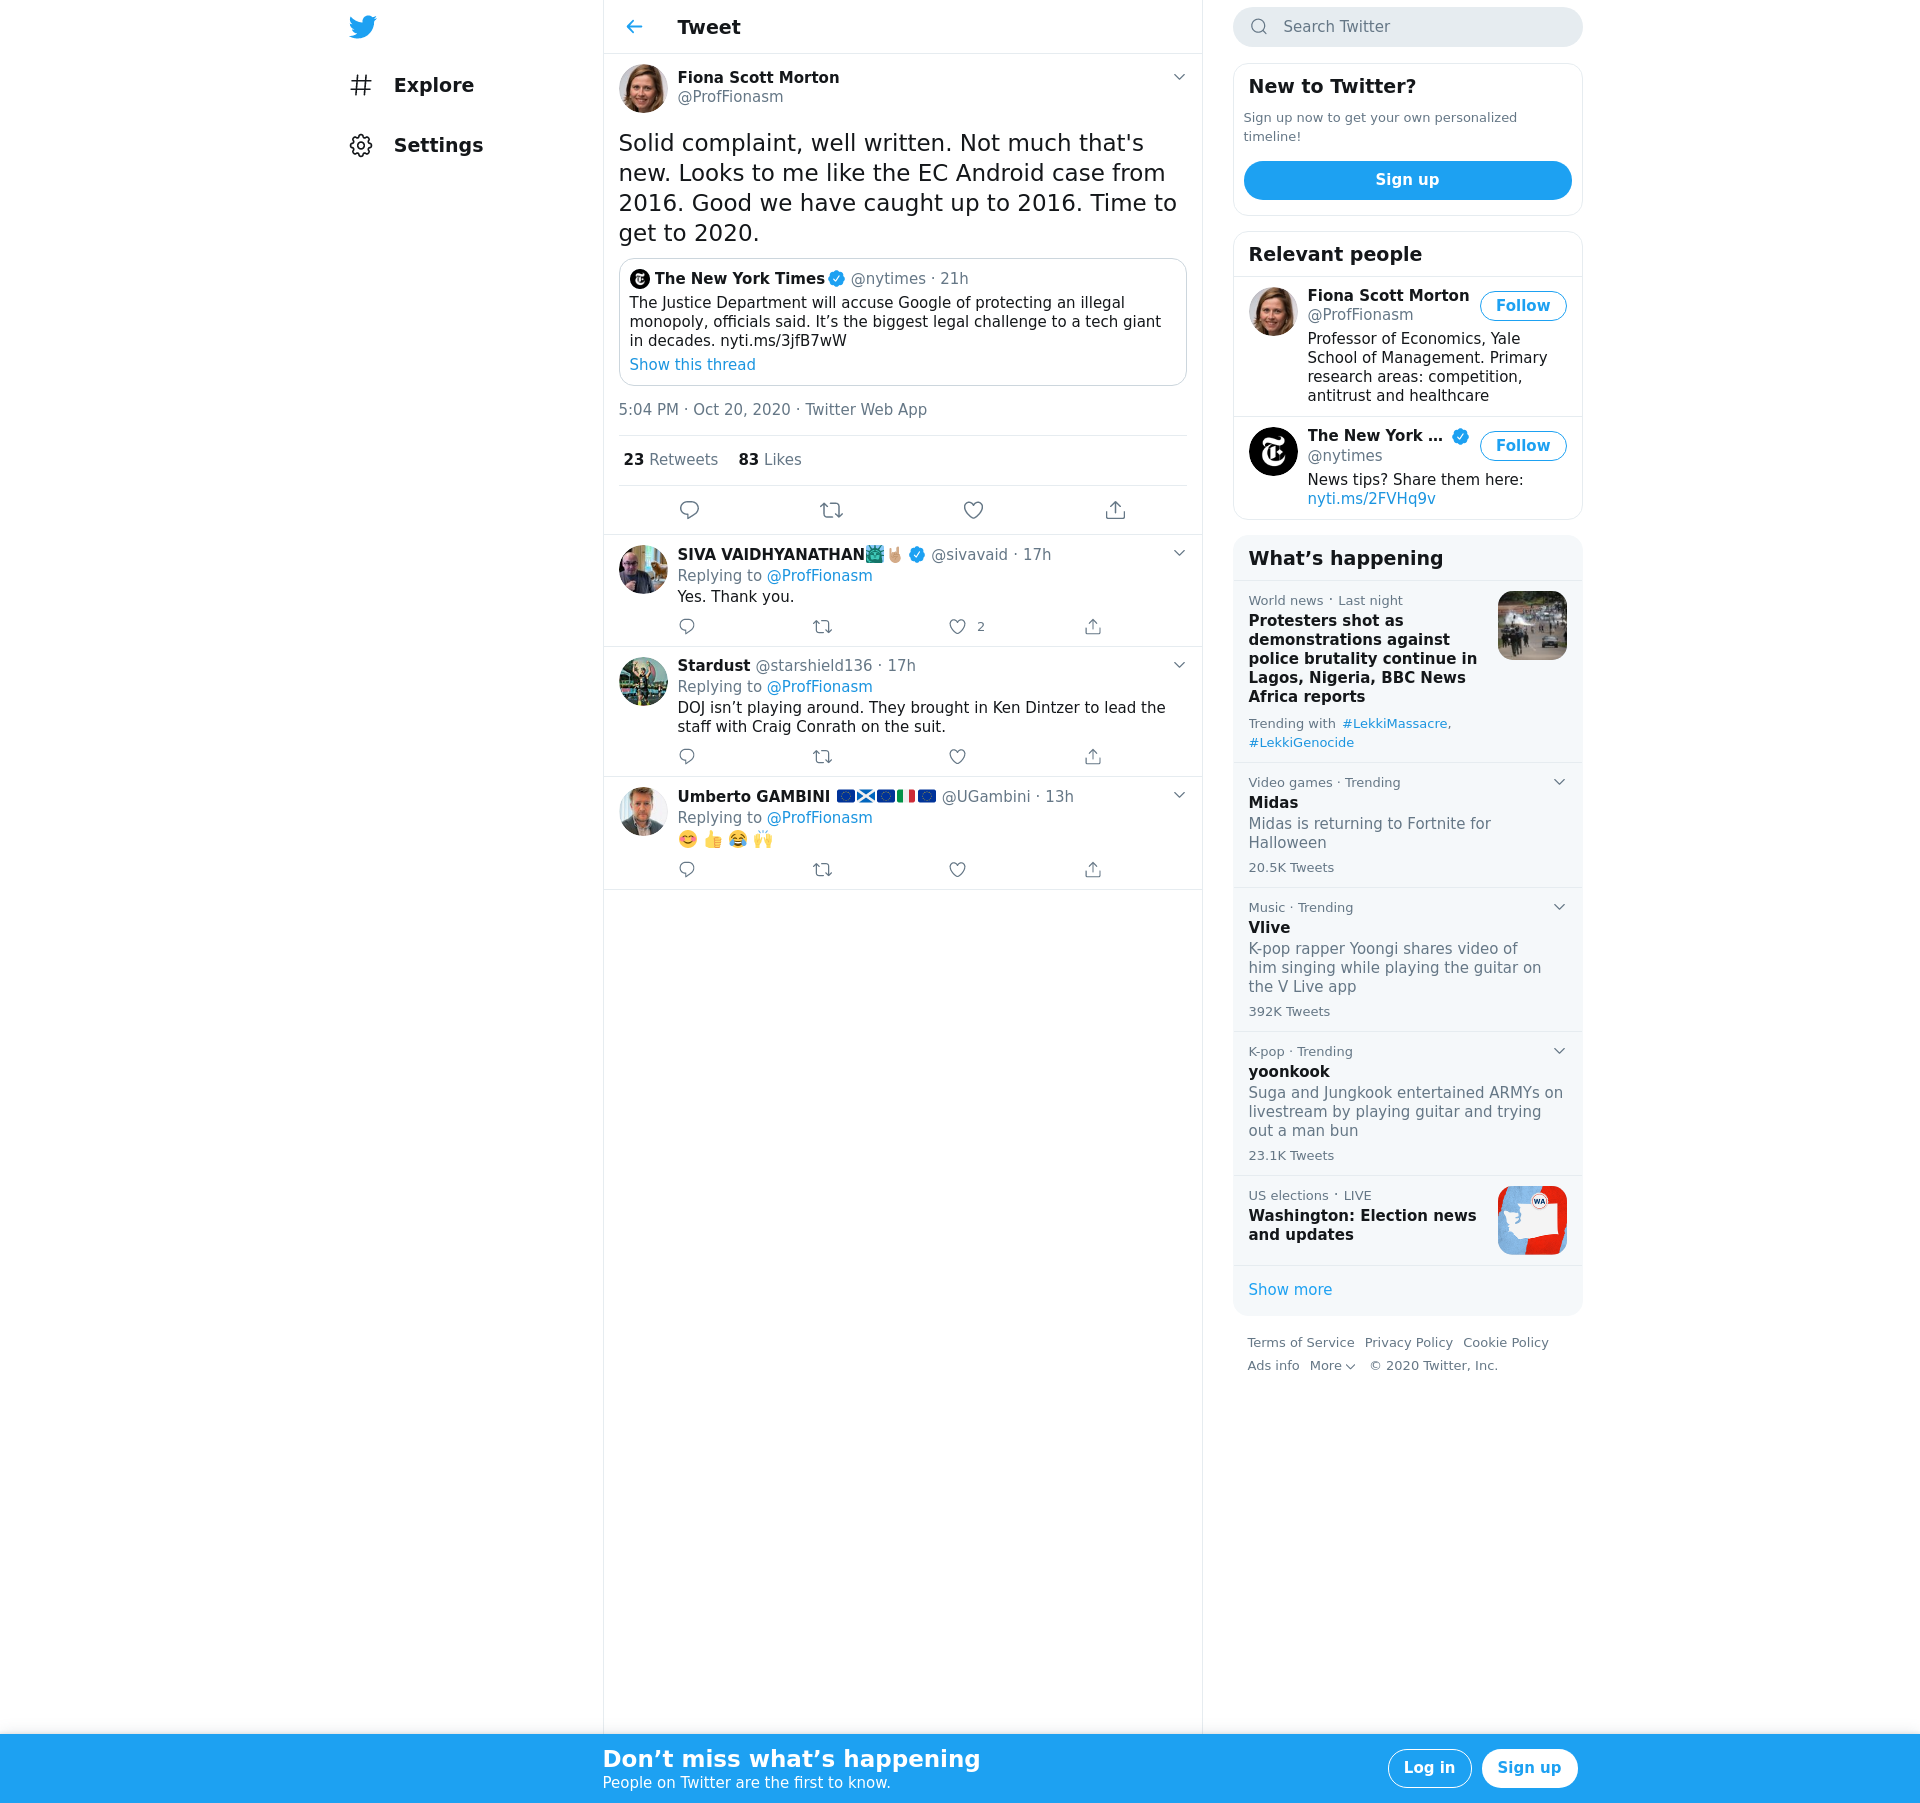 Explore
Settings
Tweet
Fiona Scott Morton
@ProfFionasm
Solid complaint, well written. Not much that's
new. Looks to me like the EC Android case from
2016. Good we have caught up to 2016. Time to
get to 2020.
The New York Times @nytimes · 21h
The Justice Department will accuse Google of protecting an illegal
monopoly, officials said. It’s the biggest legal challenge to a tech giant
in decades. nyti.ms/3jfB7wW
Show this thread
5:04 PM · Oct 20, 2020 · Twitter Web App
23 Retweets 83 Likes
SIVA VAIDHYANATHAN🗽🤘🏼 @sivavaid · 17h
Replying to @ProfFionasm
Yes. Thank you.
2
Stardust @starshield136 · 17h
Replying to @ProfFionasm
DOJ isn’t playing around. They brought in Ken Dintzer to lead the
staff with Craig Conrath on the suit.
Umberto GAMBINI 🇪🇺🏴󠁧󠁢󠁳󠁣󠁴󠁿🇪🇺🇮🇹🇪🇺 @UGambini · 13h
Replying to @ProfFionasm
😊 👍 😂 🙌
Search Twitter
New to Twitter?
Sign up now to get your own personalized
timeline!
Sign up
Relevant people
Fiona Scott Morton
@ProfFionasm
Follow
Professor of Economics, Yale
School of Management. Primary
research areas: competition,
antitrust and healthcare
The New York ...
@nytimes
Follow
News tips? Share them here:
nyti.ms/2FVHq9v
What’s happening
World news · Last night
Protesters shot as
demonstrations against
police brutality continue in
Lagos, Nigeria, BBC News
Africa reports
Trending with #LekkiMassacre,
#LekkiGenocide
Video games · Trending
Midas
Midas is returning to Fortnite for
Halloween
20.5K Tweets
Music · Trending
Vlive
K-pop rapper Yoongi shares video of
him singing while playing the guitar on
the V Live app
392K Tweets
K-pop · Trending
yoonkook
Suga and Jungkook entertained ARMYs on
livestream by playing guitar and trying
out a man bun
23.1K Tweets
US elections · LIVE
Washington: Election news
and updates
WA
Show more
Terms of Service Privacy Policy Cookie Policy
Ads info More © 2020 Twitter, Inc.
Don’t miss what’s happening
People on Twitter are the first to know.
Log in
Sign up